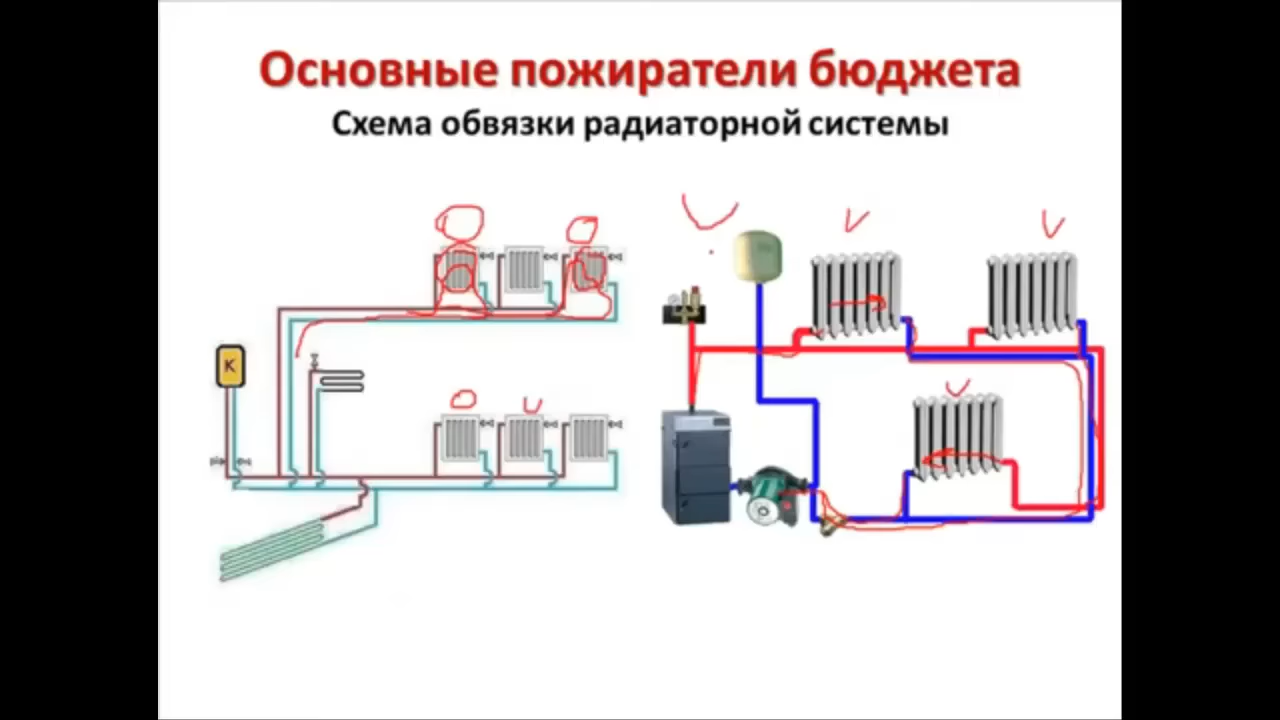 Основные пожиратели бюджета
Схема обвязки радиаторной системы
К